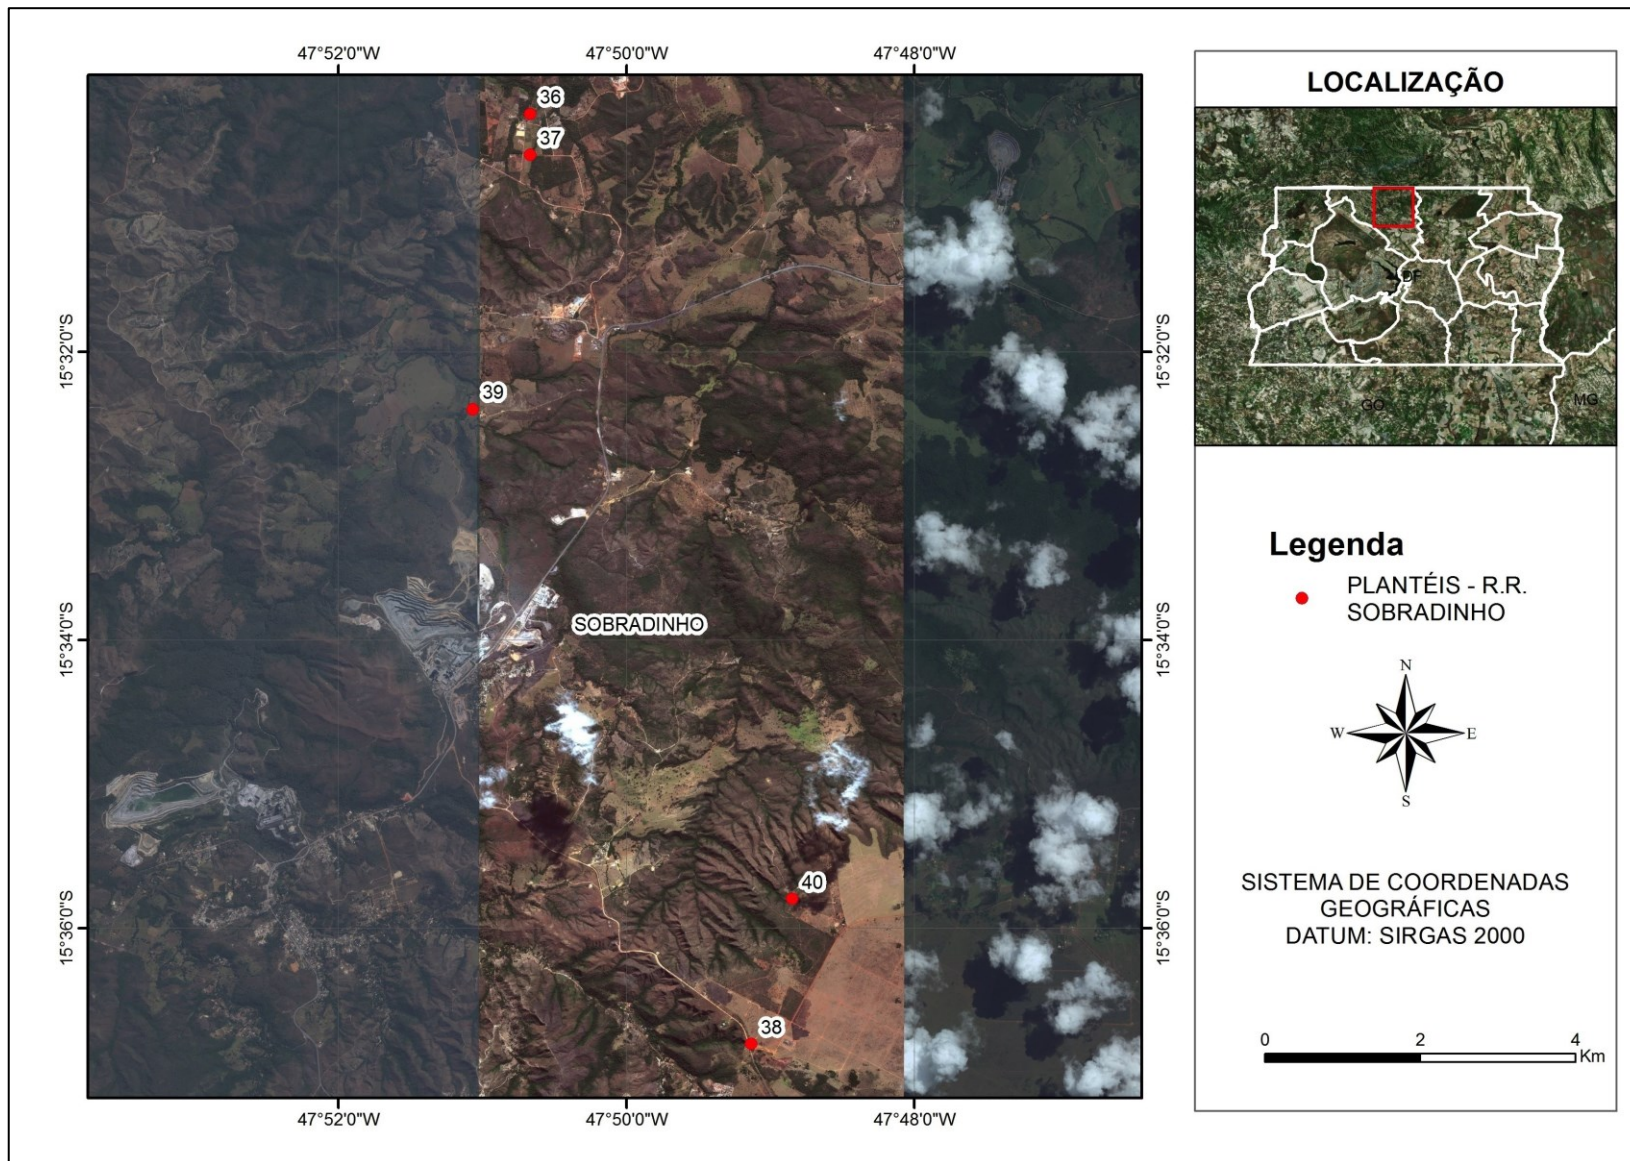 47°52'0"W
47°50'0"W
47°48'0"W
36
37
15°32'0"S
15°32'0"S
39
SOBRADINHO
15°34'0"S
15°34'0"S
40
15°36'0"S
15°36'0"S
38
47°52'0"W
47°50'0"W
47°48'0"W
LOCALIZAÇÃO
DF
GO
MG
Legenda
PLANTÉIS - R.R.
SOBRADINHO
N
W
E
S
SISTEMA DE COORDENADAS
GEOGRÁFICAS
DATUM: SIRGAS 2000
0 2 4
Km